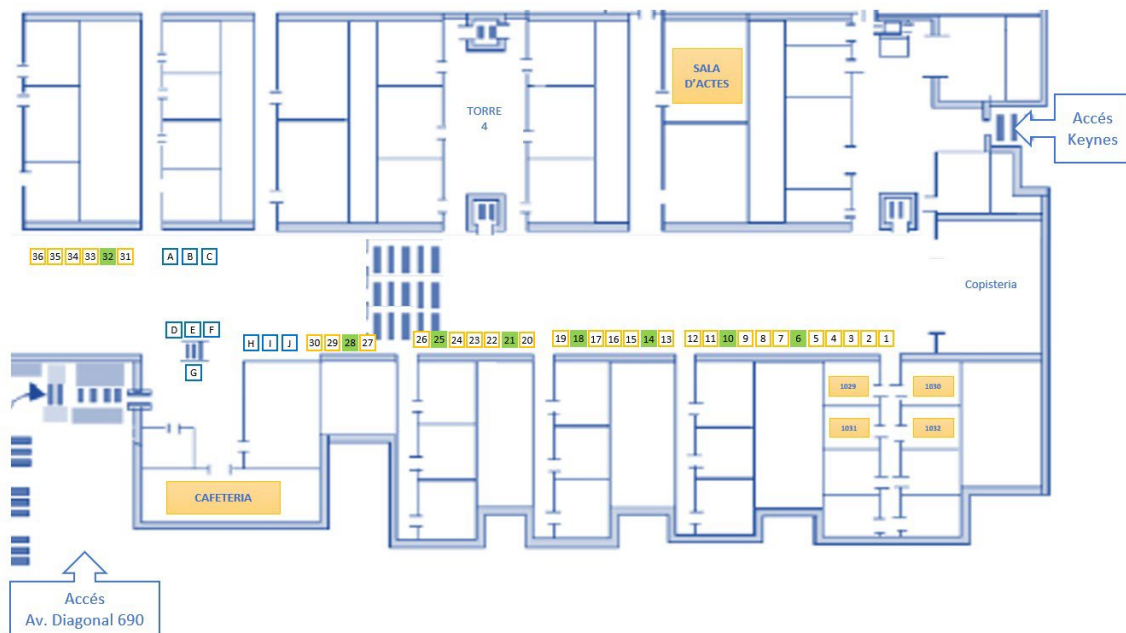 SALA
D'ACTES
TORRE
4
Accés
Keynes
36 35 34 33 32 31
A B C
Copisteria
D E F
G
H I J
30 29 28 27
26 25 24 23 22 21 20
19 18 17 16 15 14 13
12 11 10 9 8 7 6 5 4 3 2 1
1029
1030
1031
1032
CAFETERIA
Accés
Av. Diagonal 690